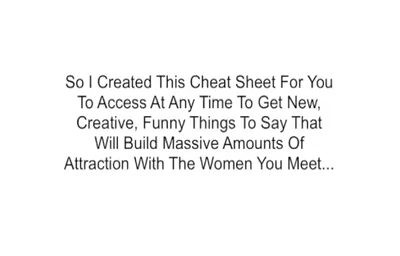 So I Created This Cheat Sheet For You
To Access At Any Time To Get New,
Creative, Funny Things To Say That
Will Build Massive Amounts Of
Attraction With The Women You Meet...